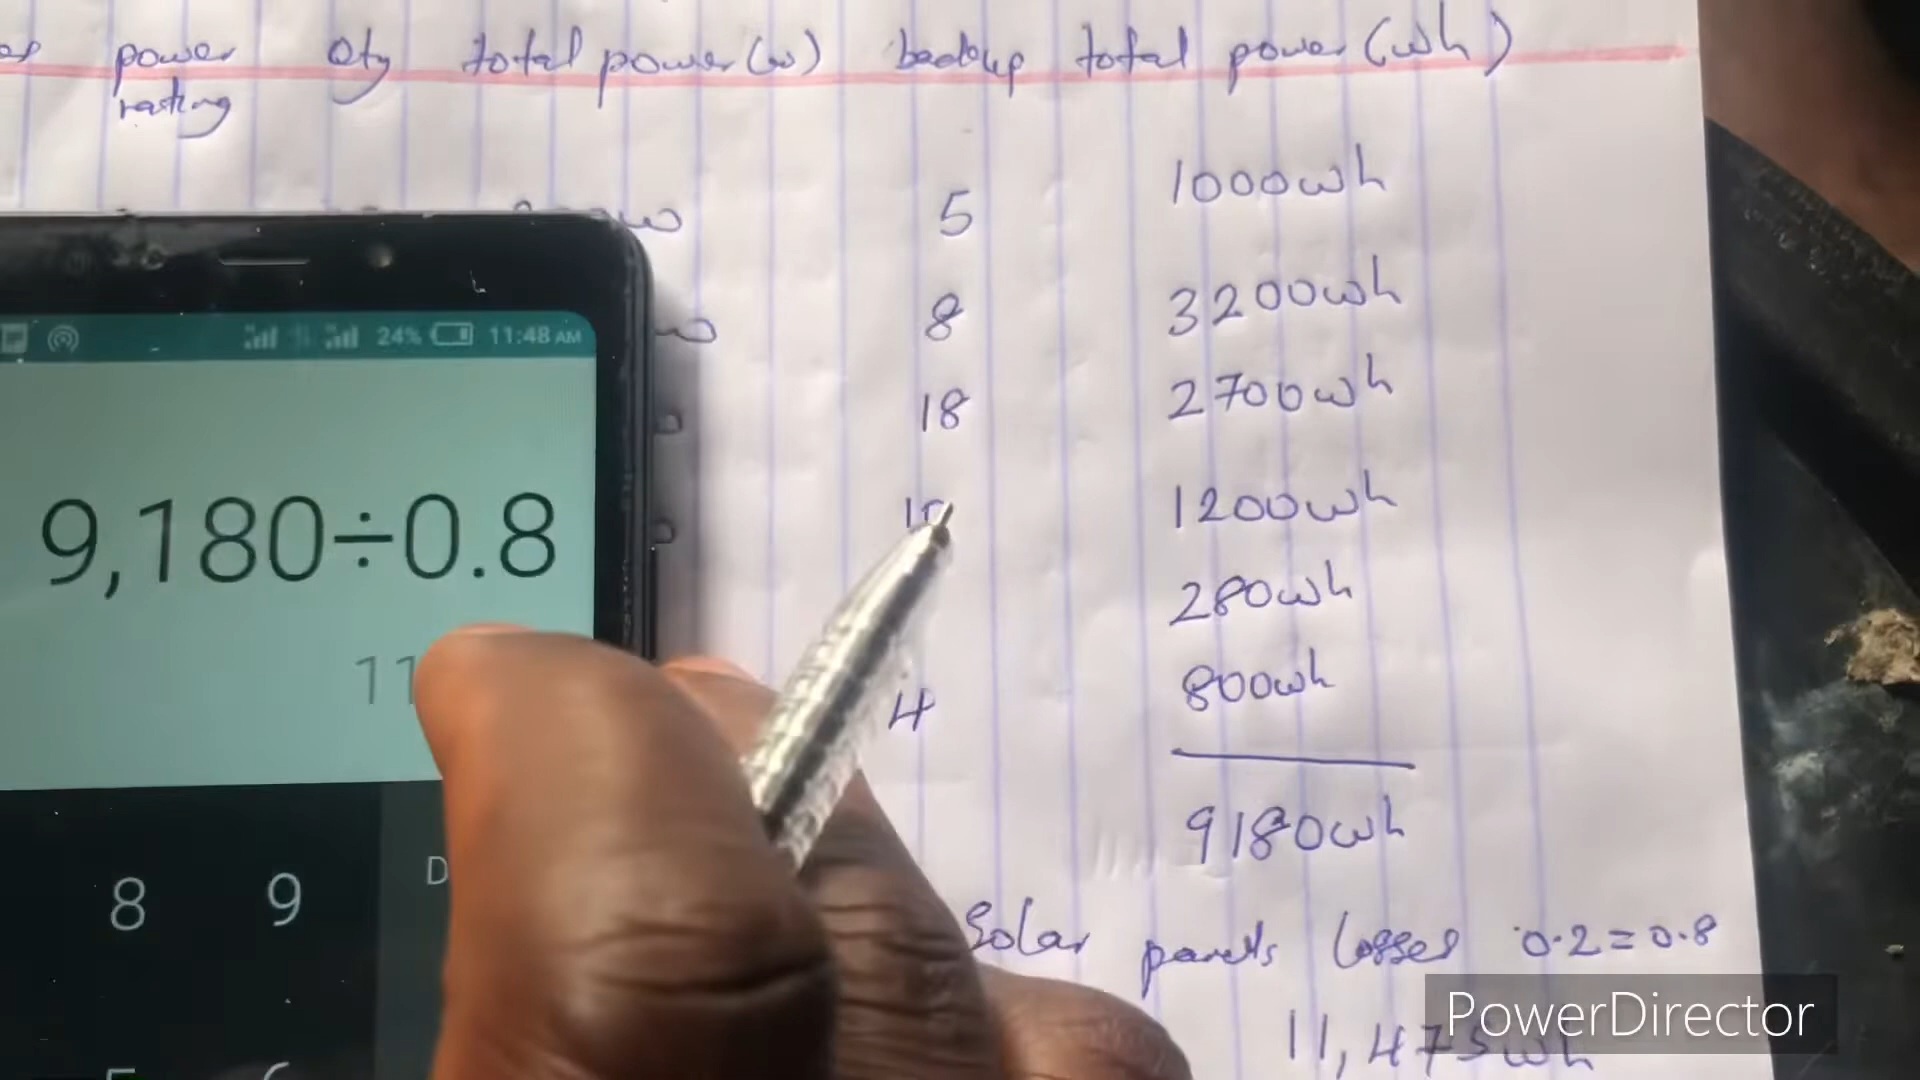 power Qty total power (w) backup total power (wh)
rating
5 1000wh
8 3200wh
18 2700wh
1200wh
280wh
4 800wh
9180wh
Solar panels losses 0.2=0.8
11,475wh
24% 11:48 AM
9,180÷0.8
11
8 9
D
PowerDirector